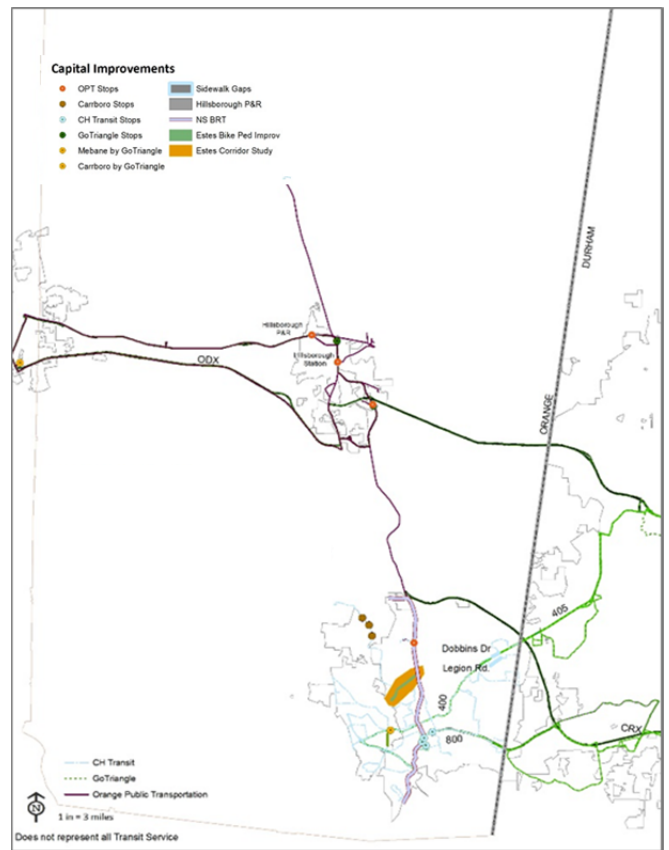 Capital Improvements
OPT Stops
Carrboro Stops
CH Transit Stops
GoTriangle Stops
Mebane by GoTriangle
Carrboro by GoTriangle
Sidewalk Gaps
Hillsborough P&R
NS BRT
Estes Bike Ped Improv
Estes Corridor Study
DURHAM
ORANGE
Hillsborough
P&R
Hillsborough
Station
ODX
405
Dobbins Dr
Legion Rd.
400
800
CRX
CH Transit
GoTriangle
Orange Public Transportation
N
1 in = 3 miles
Does not represent all Transit Service